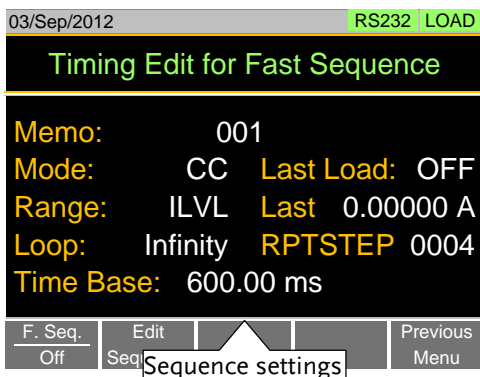 03/Sep/2012 RS232 LOAD
Timing Edit for Fast Sequence
Memo: 001
Mode: CC Last Load: OFF
Range: ILVL Last 0.00000 A
Loop: Infinity RPTSTEP 0004
Time Base: 600.00 ms
F. Seq. Edit Previous
Off Menu
Sequence settings